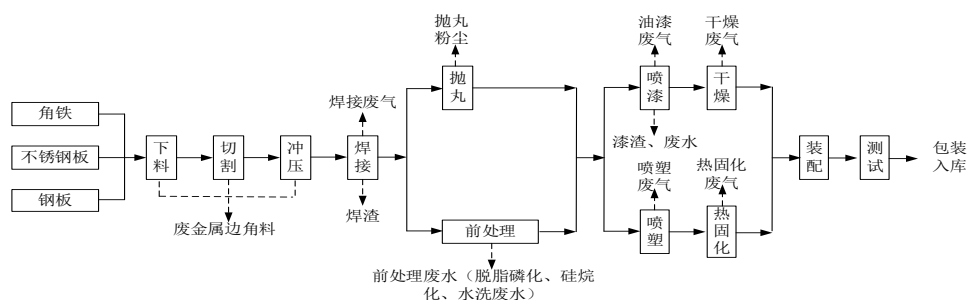 抛丸
粉尘
油漆
废气
干燥
废气
抛
丸
喷
漆
干
燥
角铁
不锈钢板
钢板
焊接废气
下
料
切
割
冲
压
焊
接
漆渣、废水
喷塑
废气
热固化
废气
装
配
测
试
包装
入库
焊渣
废金属边角料
前处理
喷
塑
热
固
化
前处理废水（脱脂磷化、硅烷
化、水洗废水）